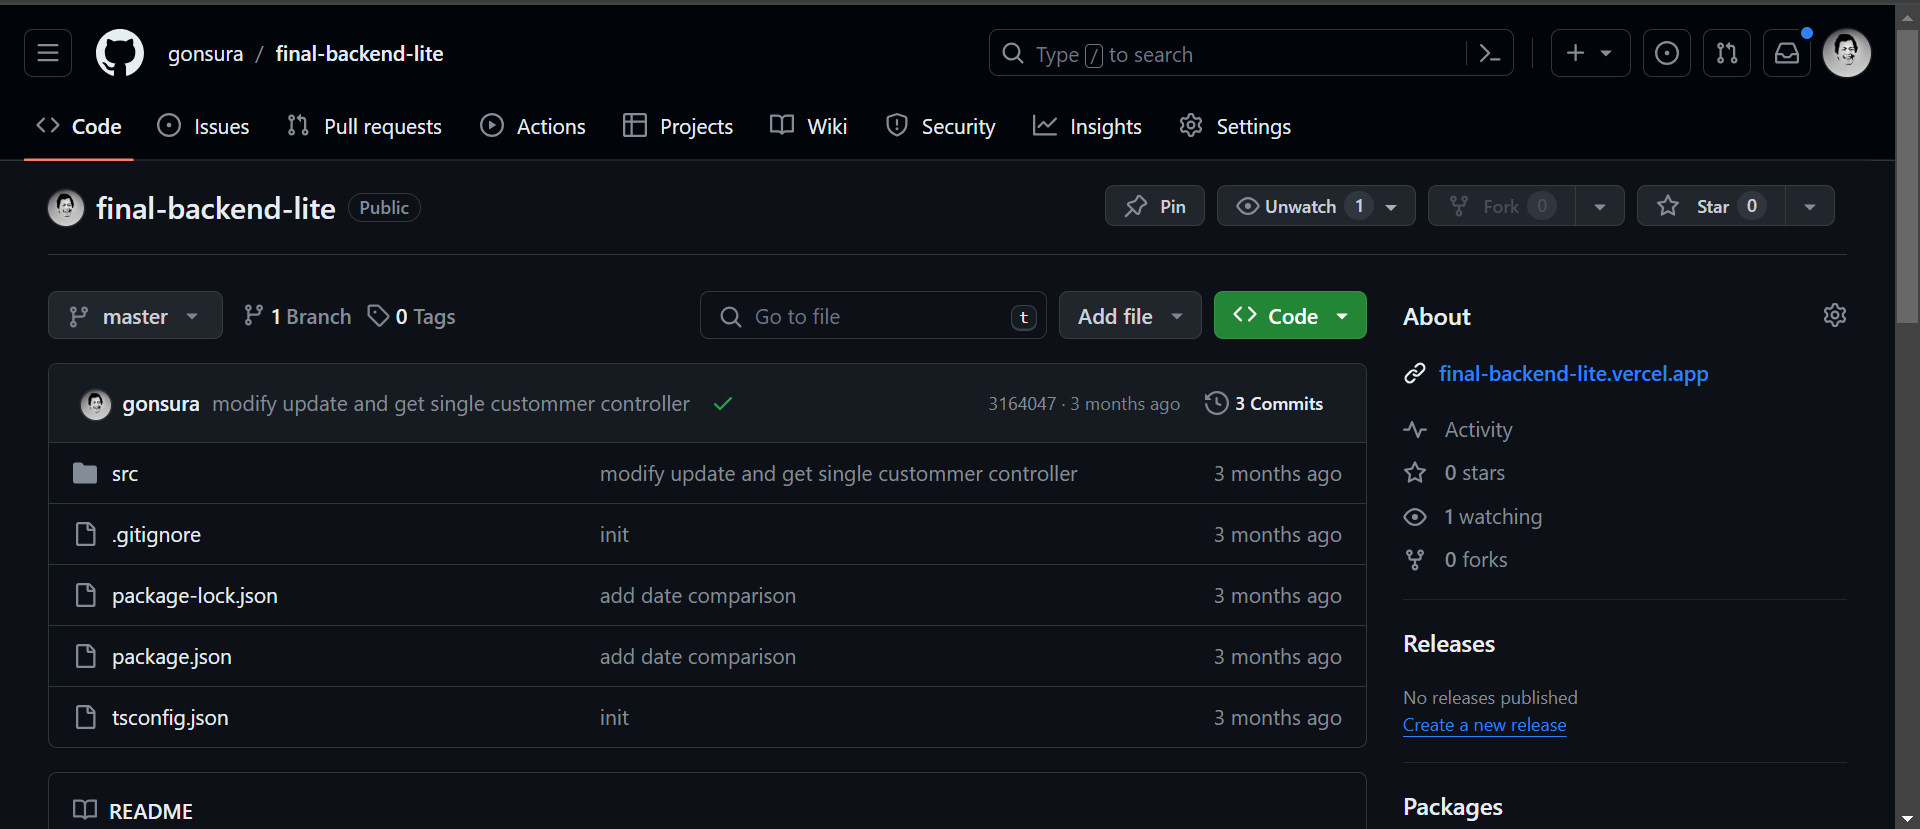 gonsura / final-backend-lite
Type / to search
Code Issues Pull requests Actions Projects Wiki Security Insights Settings
final-backend-lite Public
Pin Unwatch 1 Fork 0 Star 0
master 1 Branch 0 Tags
Go to file t Add file Code
gonsura modify update and get single custommer controller 3164047 · 3 months ago 3 Commits
src modify update and get single custommer controller 3 months ago
.gitignore init 3 months ago
package-lock.json add date comparison 3 months ago
package.json add date comparison 3 months ago
tsconfig.json init 3 months ago
README
About
final-backend-lite.vercel.app
Activity
0 stars
1 watching
0 forks
Releases
No releases published
Create a new release
Packages